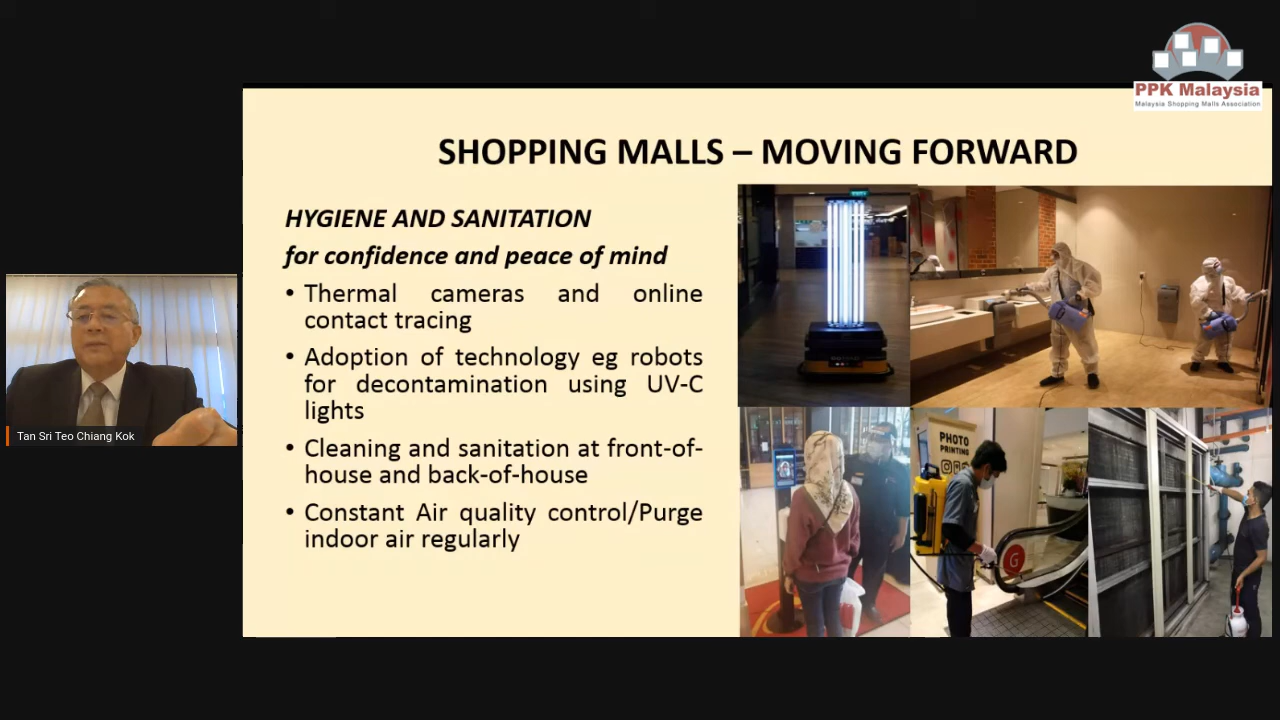 PPK Malaysia
Malaysia Shopping Malls Association
SHOPPING MALLS – MOVING FORWARD
HYGIENE AND SANITATION
for confidence and peace of mind
• Thermal cameras and online
contact tracing
• Adoption of technology eg robots
for decontamination using UV-C
lights
• Cleaning and sanitation at front-of-
house and back-of-house
• Constant Air quality control/Purge
indoor air regularly
PHOTO
PRINTING
G
Tan Sri Teo Chiang Kok